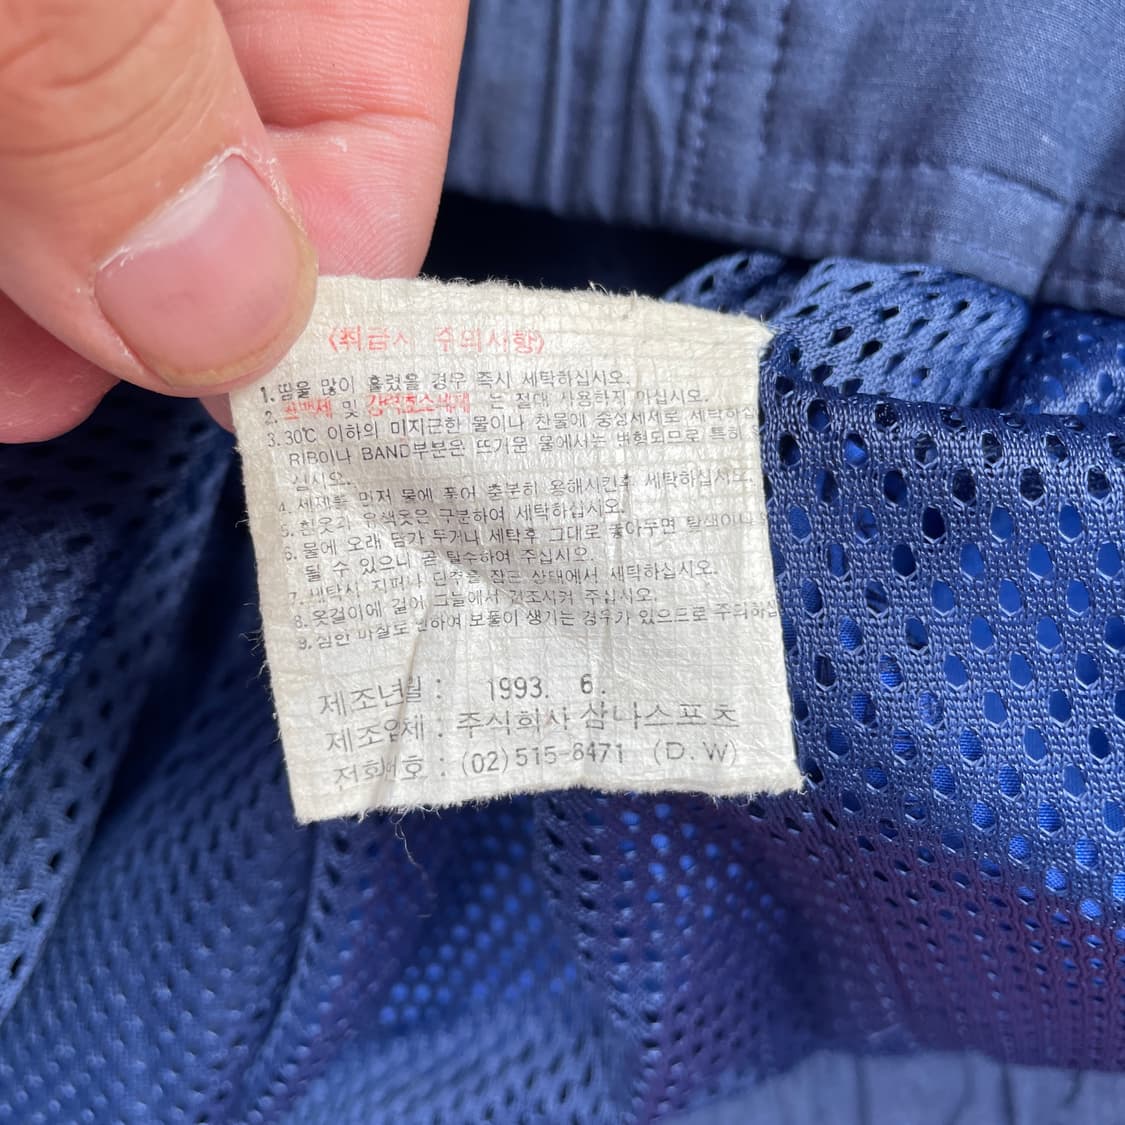 〈취급시 주의사항〉
1. 땀을 많이 흘렸을 경우 즉시 세탁하십시오.
2. 표백제 및 강력효소세제 는 절대 사용하지 마십시오.
3. 30℃ 이하의 미지근한 물이나 찬물에 중성세제로 세탁하십
RIB이나 BAND부분은 뜨거운 물에서는 변형되므로 특히
십시오.
4. 세제를 먼저 물에 풀어 충분히 용해시킨후 세탁하십시오.
5. 흰옷과 유색옷은 구분하여 세탁하십시오.
6. 물에 오래 담가 두거나 세탁후 그대로 놓아두면 탈색이나
될 수 있으니 곧 탈수하여 주십시오.
7. 세탁시 지퍼나 단추를 잠근 상태에서 세탁하십시오.
8. 옷걸이에 걸어 그늘에서 건조시켜 주십시오.
9. 심한 마찰로 인하여 보풀이 생기는 경우가 있으므로 주의하십
제조년월 : 1993. 6.
제조업체 : 주식회사 삼나스포츠
전화번호 : (02)515-8471 (D.W)